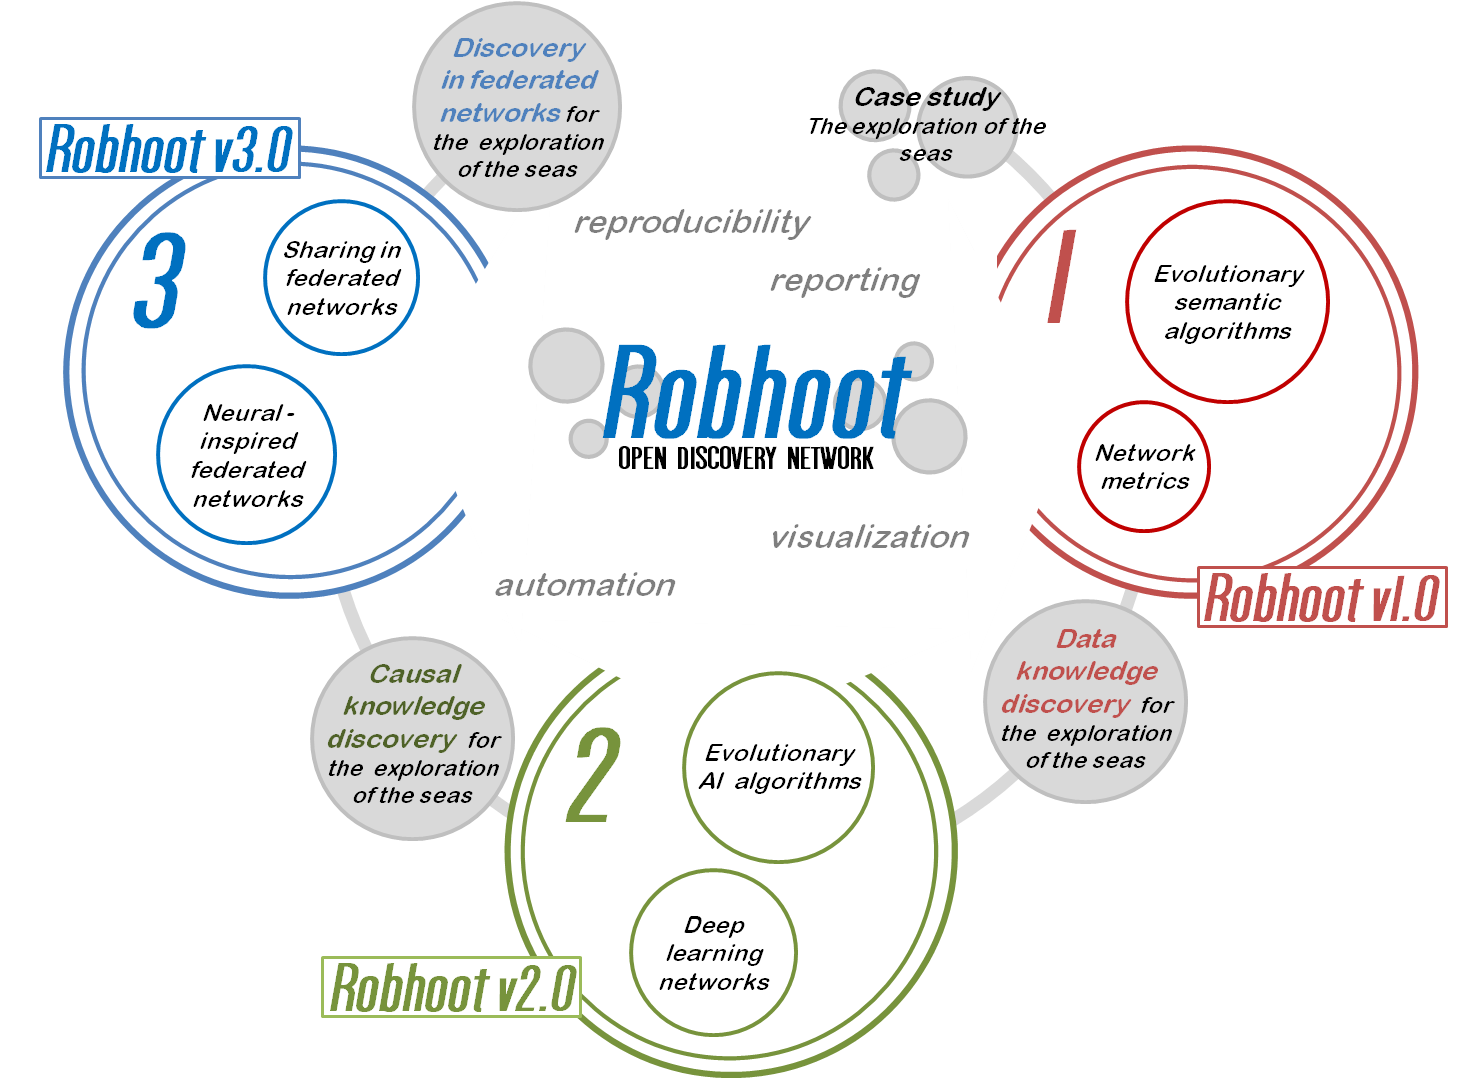 Discovery
in federated
networks for
the exploration
of the seas
Case study
The exploration of the
seas
Robhoot v3.0
3
Sharing in
federated
networks
Neural -
inspired
federated
networks
reproducibility
reporting
Robhoot
OPEN DISCOVERY NETWORK
visualization
automation
1
Evolutionary
semantic
algorithms
Network
metrics
Robhoot v1.0
Data
knowledge
discovery for
the exploration
of the seas
Causal
knowledge
discovery for
the exploration
of the seas
2
Evolutionary
AI algorithms
Deep
learning
networks
Robhoot v2.0